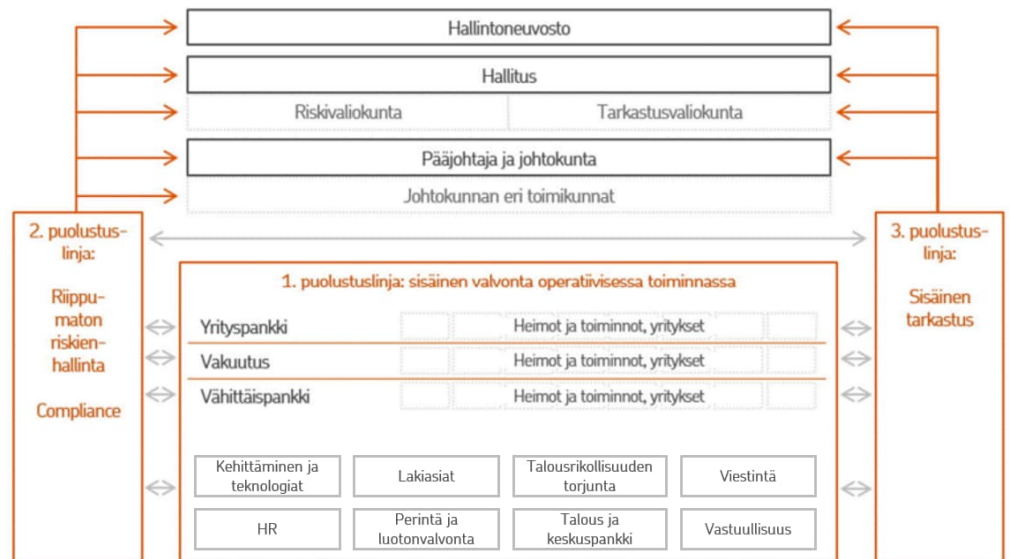 Hallintoneuvosto
Hallitus
Riskivaliokunta
Tarkastusvaliokunta
Pääjohtaja ja johtokunta
Johtokunnan eri toimikunnat
2. puolustus-
linja:
Riippu-
maton
riskien-
hallinta
Compliance
1. puolustuslinja: sisäinen valvonta operatiivisessa toiminnassa
Yrityspankki
Heimot ja toiminnot, yritykset
Vakuutus
Heimot ja toiminnot, yritykset
Vähittäispankki
Heimot ja toiminnot, yritykset
Kehittäminen ja
teknologiat
Lakiasiat
Talousrikollisuuden
torjunta
Viestintä
HR
Perintä ja
luotonvalvonta
Talous ja
keskuspankki
Vastuullisuus
3. puolustus-
linja:
Sisäinen
tarkastus